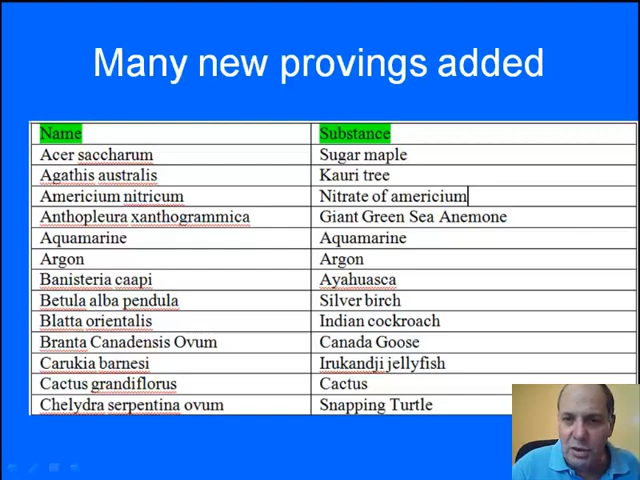 Many new provings added
Name Substance
Acer saccharum Sugar maple
Agathis australis Kauri tree
Americium nitricum Nitrate of americium
Anthopleura xanthogrammica Giant Green Sea Anemone
Aquamarine Aquamarine
Argon Argon
Banisteria caapi Ayahuasca
Betula alba pendula Silver birch
Blatta orientalis Indian cockroach
Branta Canadensis Ovum Canada Goose
Carukia barnesi Irukandji jellyfish
Cactus grandiflorus Cactus
Chelydra serpentina ovum Snapping Turtle